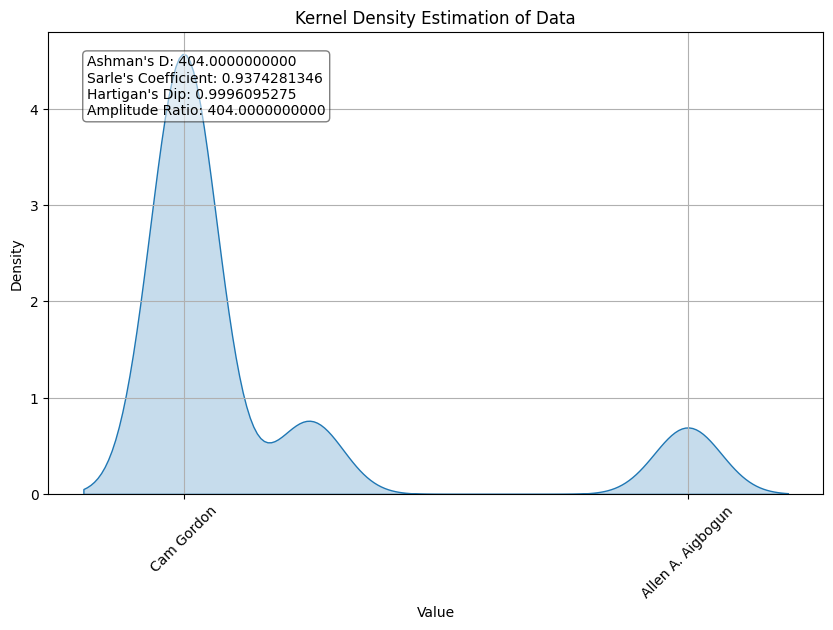 Kernel Density Estimation of Data
Ashman's D: 404.0000000000
Sarle's Coefficient: 0.9374281346
Hartigan's Dip: 0.9996095275
Amplitude Ratio: 404.0000000000
Density
4
3
2
1
0
Cam Gordon
Allen A. Aigbogun
Value